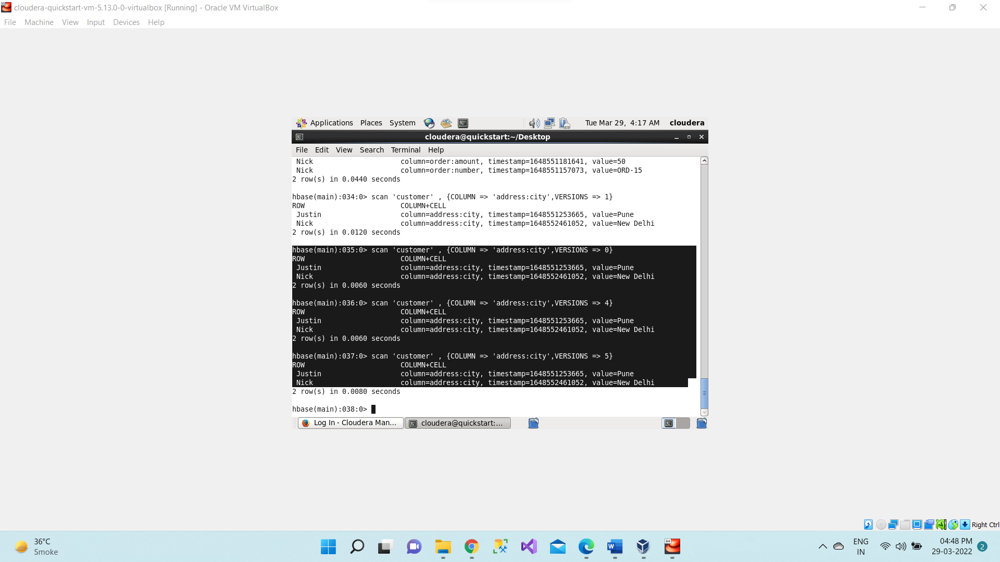 cloudera-quickstart-vm-5.13.0-0-virtualbox [Running] - Oracle VM VirtualBox
File Machine View Input Devices Help
Applications Places System Tue Mar 29, 4:17 AM cloudera
cloudera@quickstart:~/Desktop
File Edit View Search Terminal Help
Nick column=order:amount, timestamp=1648551181641, value=50
Nick column=order:number, timestamp=1648551157073, value=ORD-15
2 row(s) in 0.0440 seconds
hbase(main):034:0> scan 'customer' , {COLUMN => 'address:city',VERSIONS => 1}
ROW COLUMN+CELL
Justin column=address:city, timestamp=1648551253665, value=Pune
Nick column=address:city, timestamp=1648552461052, value=New Delhi
2 row(s) in 0.0120 seconds
hbase(main):035:0> scan 'customer' , {COLUMN => 'address:city',VERSIONS => 0}
ROW COLUMN+CELL
Justin column=address:city, timestamp=1648551253665, value=Pune
Nick column=address:city, timestamp=1648552461052, value=New Delhi
2 row(s) in 0.0060 seconds
hbase(main):036:0> scan 'customer' , {COLUMN => 'address:city',VERSIONS => 4}
ROW COLUMN+CELL
Justin column=address:city, timestamp=1648551253665, value=Pune
Nick column=address:city, timestamp=1648552461052, value=New Delhi
2 row(s) in 0.0060 seconds
hbase(main):037:0> scan 'customer' , {COLUMN => 'address:city',VERSIONS => 5}
ROW COLUMN+CELL
Justin column=address:city, timestamp=1648551253665, value=Pune
Nick column=address:city, timestamp=1648552461052, value=New Delhi
2 row(s) in 0.0080 seconds
hbase(main):038:0>
Log In - Cloudera Man... cloudera@quickstart:...
Right Ctrl
36°C
Smoke
ENG
IN
04:48 PM
29-03-2022
2